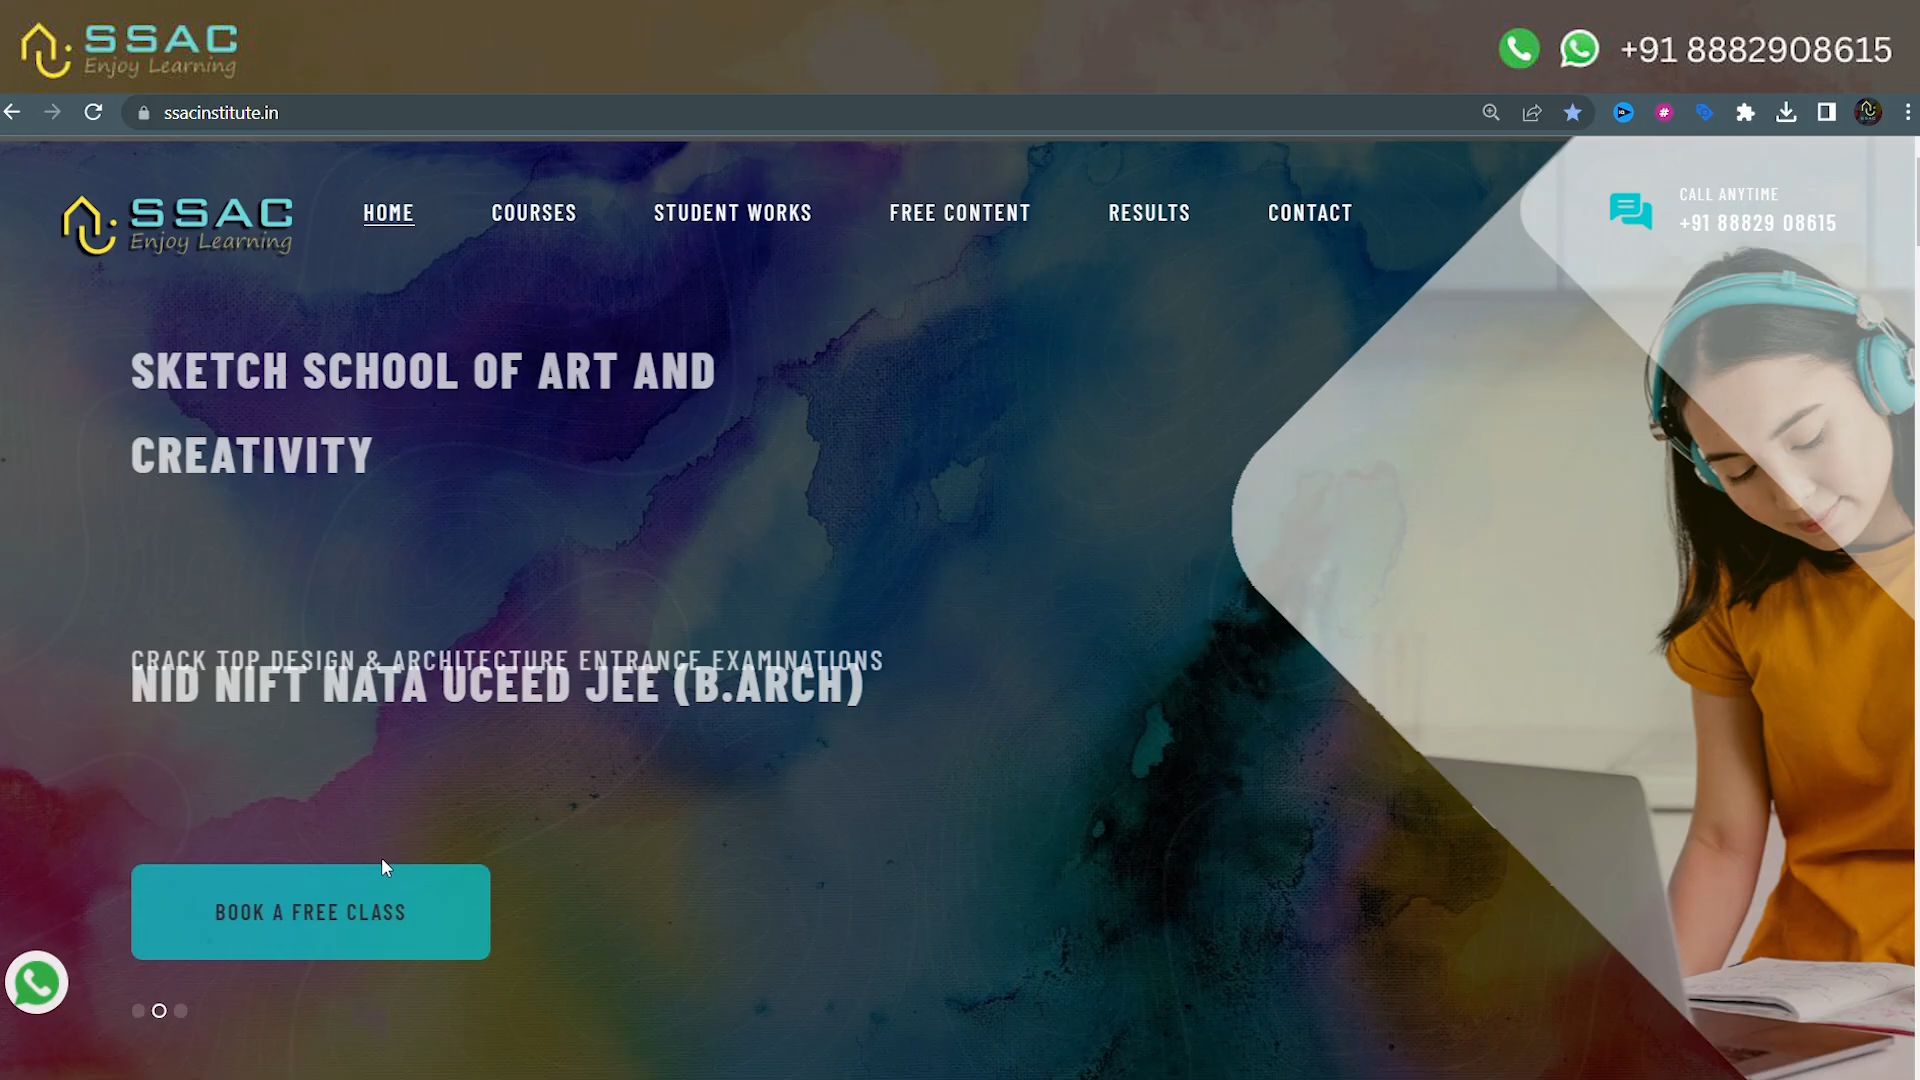 SSAC
Enjoy Learning
+91 8882908615
ssacinstitute.in
SSAC
Enjoy Learning
HOME
COURSES
STUDENT WORKS
FREE CONTENT
RESULTS
CONTACT
CALL ANYTIME
+91 88829 08615
SKETCH SCHOOL OF ART AND
CREATIVITY
CRACK TOP DESIGN & ARCHITECTURE ENTRANCE EXAMINATIONS
NID NIFT NATA UCEED JEE (B.ARCH)
BOOK A FREE CLASS